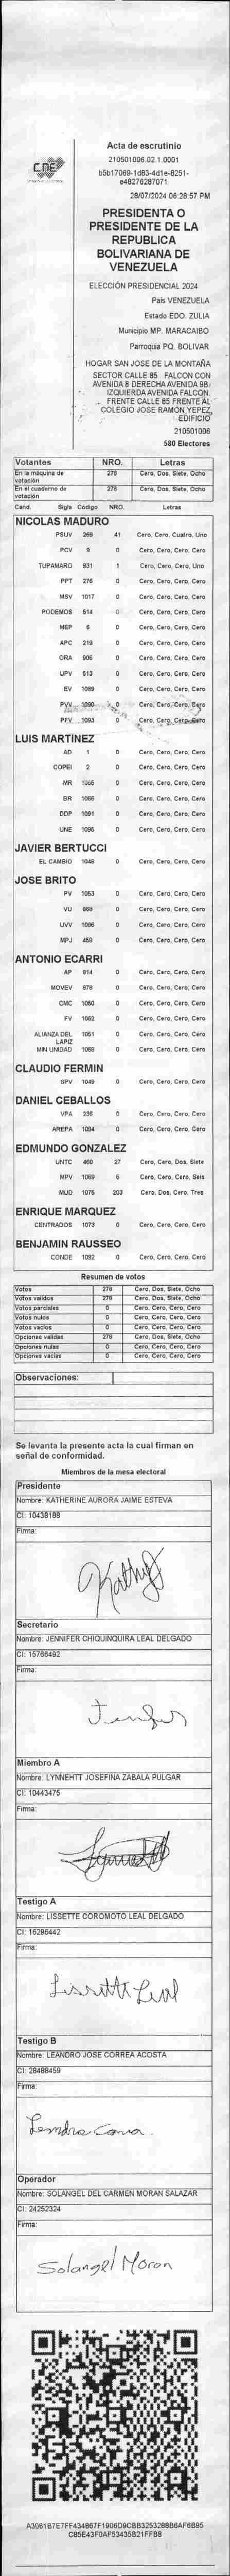 CNE
Acta de escrutinio
210501006.02.1.0001
b5b17069-1d83-4d1e-8251-
e48276287071
28/07/2024 06:28:57 PM
PRESIDENTA O
PRESIDENTE DE LA
REPUBLICA
BOLIVARIANA DE
VENEZUELA
ELECCIÓN PRESIDENCIAL 2024
País VENEZUELA
Estado EDO. ZULIA
Municipio MP. MARACAIBO
Parroquia PQ. BOLIVAR
HOGAR SAN JOSE DE LA MONTAÑA
SECTOR CALLE 85 FALCON CON
AVENIDA 8 DERECHA AVENIDA 9B.
IZQUIERDA AVENIDA FALCON.
FRENTE CALLE 85 FRENTE AL
COLEGIO JOSE RAMON YEPEZ
EDIFICIO
210501006
580 Electores
Votantes NRO. Letras
En la máquina de votación 278 Cero, Dos, Siete, Ocho
En el cuaderno de votación 278 Cero, Dos, Siete, Ocho
Cand. Sigla Código NRO. Letras
NICOLAS MADURO
PSUV 269 41 Cero, Cero, Cuatro, Uno
PCV 9 0 Cero, Cero, Cero, Cero
TUPAMARO 931 1 Cero, Cero, Cero, Uno
PPT 276 0 Cero, Cero, Cero, Cero
MSV 1017 0 Cero, Cero, Cero, Cero
PODEMOS 514 0 Cero, Cero, Cero, Cero
MEP 6 0 Cero, Cero, Cero, Cero
APC 219 0 Cero, Cero, Cero, Cero
ORA 906 0 Cero, Cero, Cero, Cero
UPV 613 0 Cero, Cero, Cero, Cero
EV 1089 0 Cero, Cero, Cero, Cero
PVV 1090 0 Cero, Cero, Cero, Cero
PFV 1093 0 Cero, Cero, Cero, Cero
LUIS MARTÍNEZ
AD 1 0 Cero, Cero, Cero, Cero
COPEI 2 0 Cero, Cero, Cero, Cero
MR 1065 0 Cero, Cero, Cero, Cero
BR 1066 0 Cero, Cero, Cero, Cero
DDP 1091 0 Cero, Cero, Cero, Cero
UNE 1095 0 Cero, Cero, Cero, Cero
JAVIER BERTUCCI
EL CAMBIO 1048 0 Cero, Cero, Cero, Cero
JOSE BRITO
PV 1053 0 Cero, Cero, Cero, Cero
VU 868 0 Cero, Cero, Cero, Cero
UVV 1096 0 Cero, Cero, Cero, Cero
MPJ 450 0 Cero, Cero, Cero, Cero
ANTONIO ECARRI
AP 914 0 Cero, Cero, Cero, Cero
MOVEV 878 0 Cero, Cero, Cero, Cero
CMC 1050 0 Cero, Cero, Cero, Cero
FV 1062 0 Cero, Cero, Cero, Cero
ALIANZA DEL LAPIZ 1051 0 Cero, Cero, Cero, Cero
MIN UNIDAD 1068 0 Cero, Cero, Cero, Cero
CLAUDIO FERMIN
SPV 1049 0 Cero, Cero, Cero, Cero
DANIEL CEBALLOS
VPA 238 0 Cero, Cero, Cero, Cero
AREPA 1094 0 Cero, Cero, Cero, Cero
EDMUNDO GONZALEZ
UNTC 460 27 Cero, Cero, Dos, Siete
MPV 1069 6 Cero, Cero, Cero, Seis
MUD 1075 203 Cero, Dos, Cero, Tres
ENRIQUE MARQUEZ
CENTRADOS 1073 0 Cero, Cero, Cero, Cero
BENJAMIN RAUSSEO
CONDE 1092 0 Cero, Cero, Cero, Cero
Resumen de votos
Votos 278 Cero, Dos, Siete, Ocho
Votos validos 278 Cero, Dos, Siete, Ocho
Votos parciales 0 Cero, Cero, Cero, Cero
Votos nulos 0 Cero, Cero, Cero, Cero
Votos vacios 0 Cero, Cero, Cero, Cero
Opciones validas 278 Cero, Dos, Siete, Ocho
Opciones nulas 0 Cero, Cero, Cero, Cero
Opciones vacias 0 Cero, Cero, Cero, Cero
Observaciones:
Se levanta la presente acta la cual firman en
señal de conformidad.
Miembros de la mesa electoral
Presidente
Nombre: KATHERINE AURORA JAIME ESTEVA
CI: 10438188
Firma:
Kathy
Secretario
Nombre: JENNIFER CHIQUINQUIRA LEAL DELGADO
CI: 15766492
Firma:
Miembro A
Nombre: LYNNEHTT JOSEFINA ZABALA PULGAR
CI: 10443475
Firma:
Testigo A
Nombre: LISSETTE COROMOTO LEAL DELGADO
CI: 16296442
Firma:
Lissette Leal
Testigo B
Nombre: LEANDRO JOSE CORREA ACOSTA
CI: 28488459
Firma:
Leandro Correa
Operador
Nombre: SOLANGEL DEL CARMEN MORAN SALAZAR
CI: 24252324
Firma:
Solangel Moran
A3061B7E7FF434867F1906D9CBB3253288B6AF6B95
C85E43F0AF53435B21FFB8